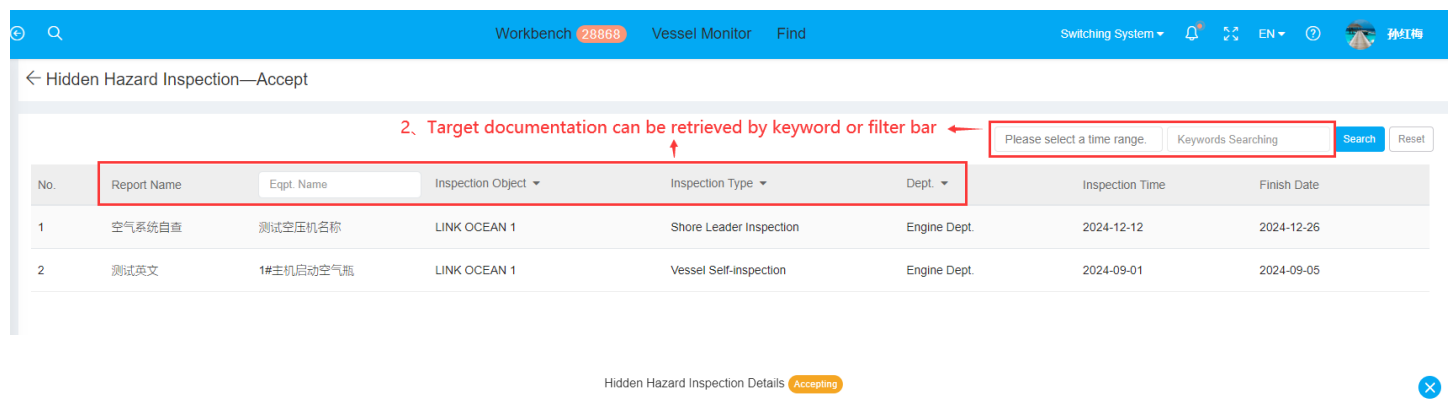 Workbench 28868 Vessel Monitor Find Switching System EN 孙红梅
Hidden Hazard Inspection—Accept
2、Target documentation can be retrieved by keyword or filter bar Please select a time range. Keywords Searching Search Reset
No. Report Name Eqpt. Name Inspection Object Inspection Type Dept. Inspection Time Finish Date
1 空气系统自查 测试空压机名称 LINK OCEAN 1 Shore Leader Inspection Engine Dept. 2024-12-12 2024-12-26
2 测试英文 1#主机启动空气瓶 LINK OCEAN 1 Vessel Self-inspection Engine Dept. 2024-09-01 2024-09-05
Hidden Hazard Inspection Details Accepting